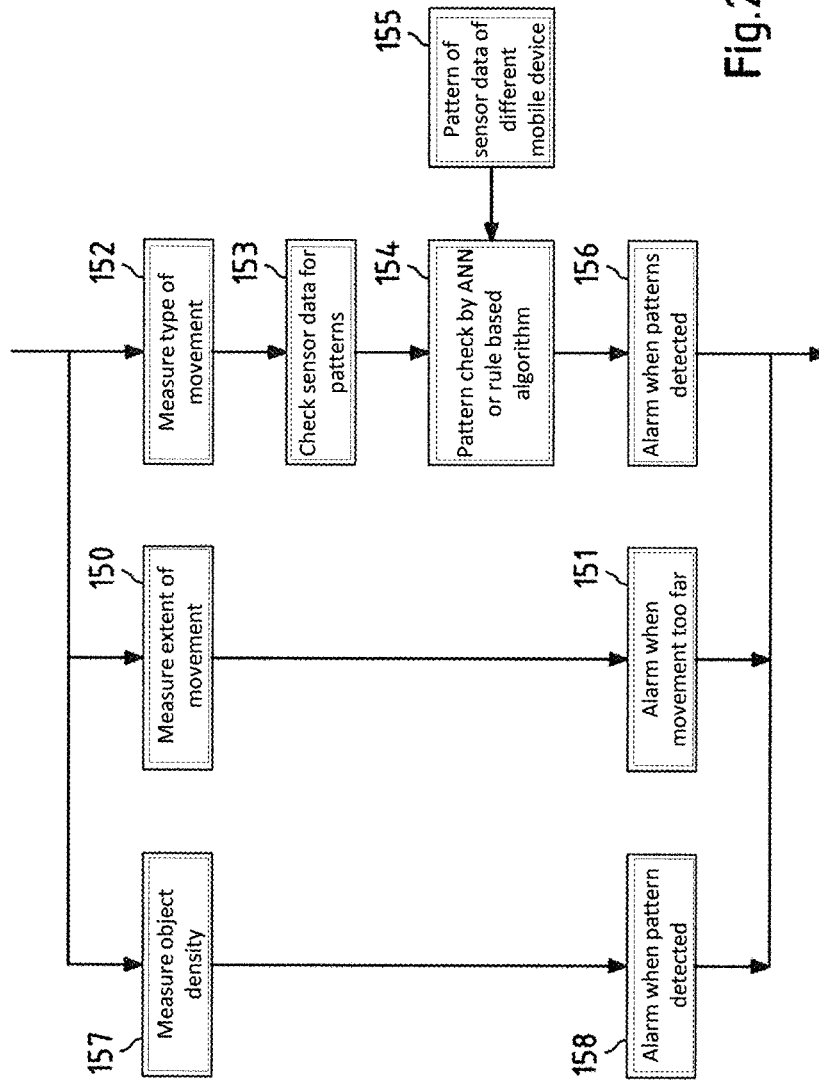 155
Pattern of
sensor data of
different
mobile device
152
Measure type of
movement
153
Check sensor data for
patterns
154
Pattern check by ANN
or rule based
algorithm
156
Alarm when patterns
detected
150
Measure extent of
movement
151
Alarm when
movement too far
157
Measure object
density
158
Alarm when pattern
detected
Fig.2